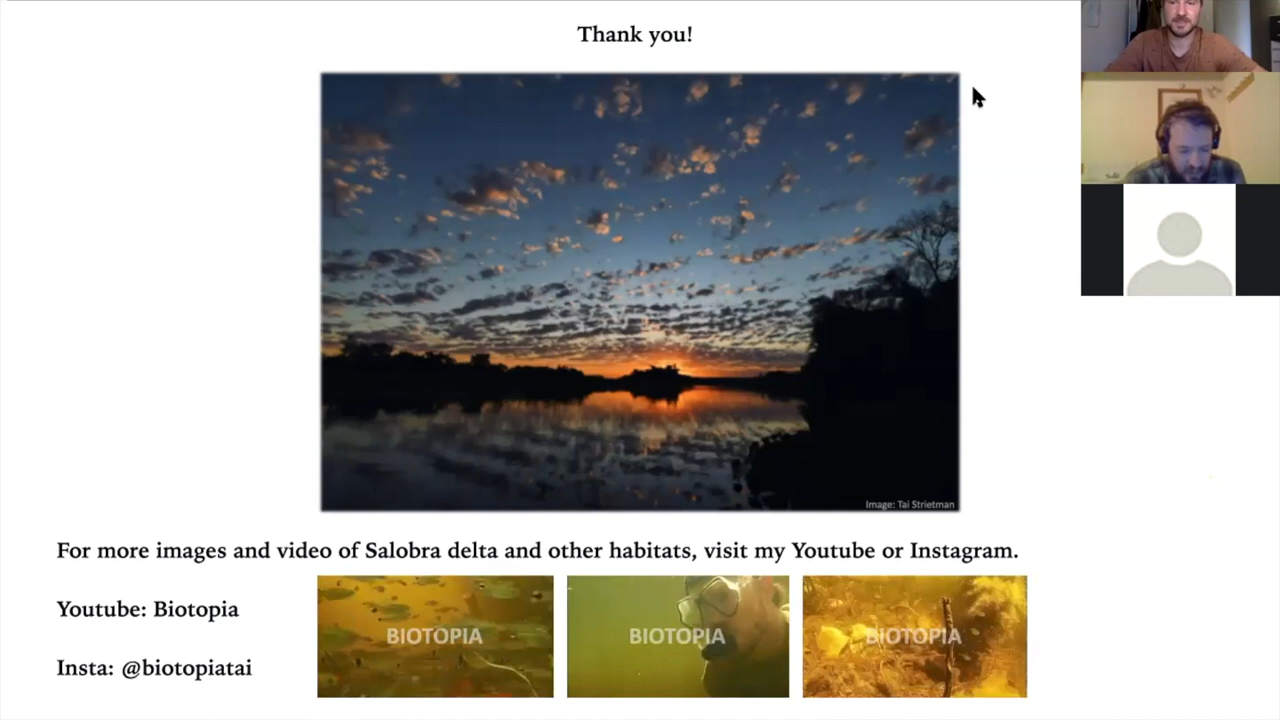 Thank you!
Image: Tai Strietman
For more images and video of Salobra delta and other habitats, visit my Youtube or Instagram.
Youtube: Biotopia
BIOTOPIA
BIOTOPIA
BIOTOPIA
Insta: @biotopiatai